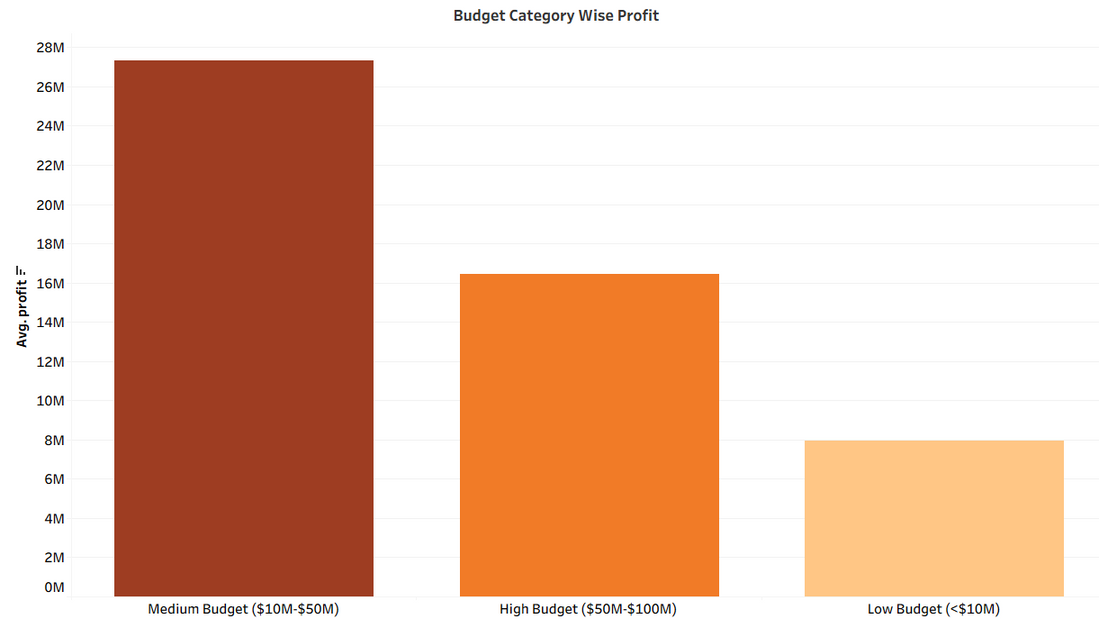 Budget Category Wise Profit
28M
26M
24M
22M
20M
18M
16M
14M
12M
10M
8M
6M
4M
2M
0M
Avg. profit
Medium Budget ($10M-$50M)
High Budget ($50M-$100M)
Low Budget (<$10M)